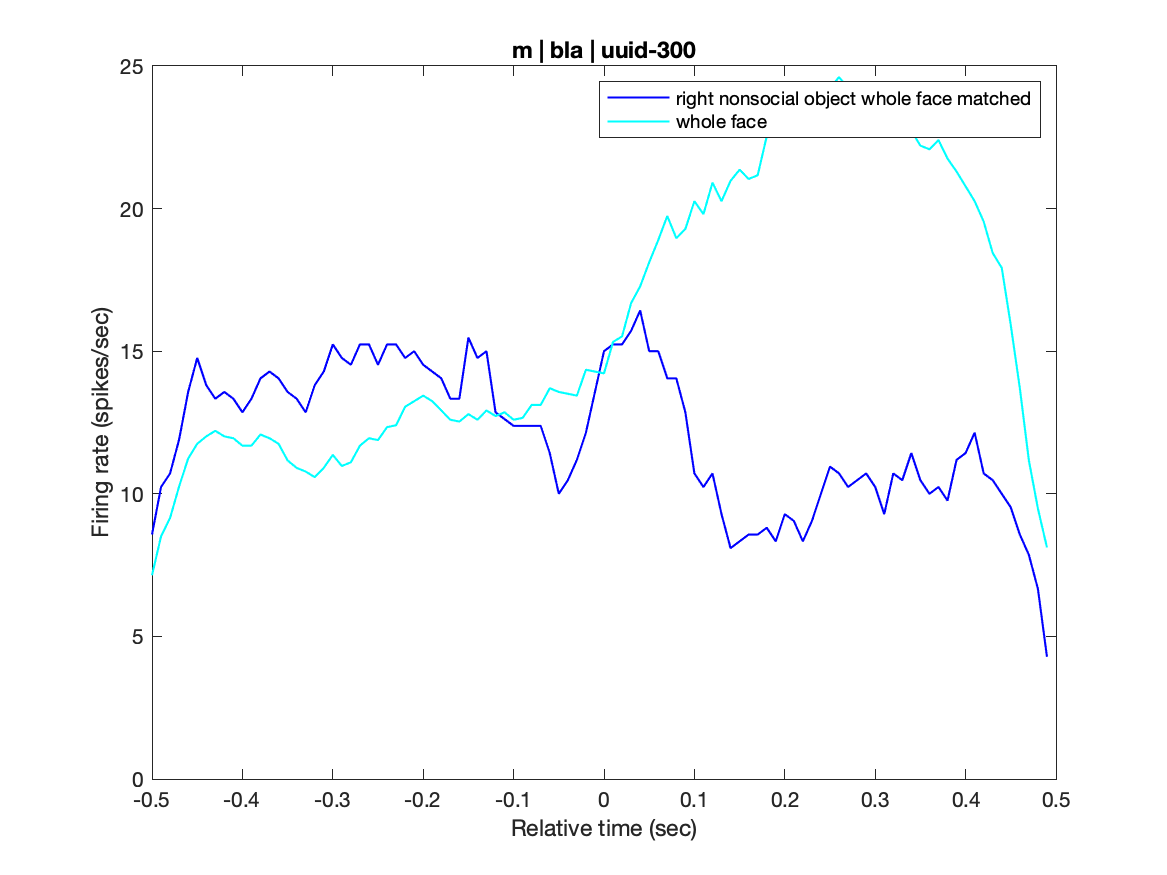 m | bla | uuid-300
25
right nonsocial object whole face matched
whole face
20
15
10
5
0
Firing rate (spikes/sec)
-0.5 -0.4 -0.3 -0.2 -0.1 0 0.1 0.2 0.3 0.4 0.5
Relative time (sec)